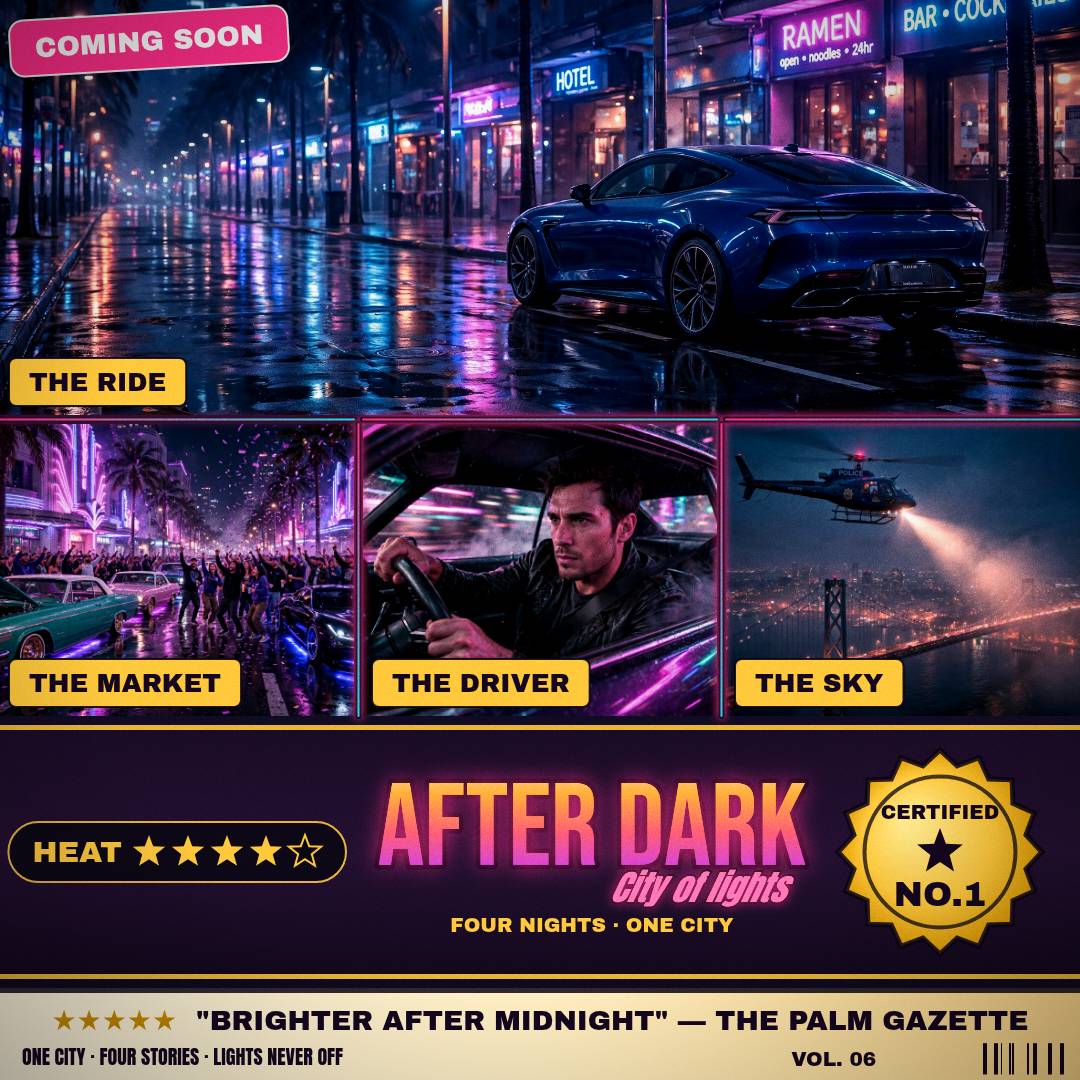 COMING SOON
RAMEN
open • noodles • 24hr
BAR • COCKTAILS
HOTEL
THE RIDE
POLICE
THE MARKET
THE DRIVER
THE SKY
HEAT ★★★★☆
AFTER DARK
City of lights
FOUR NIGHTS · ONE CITY
CERTIFIED
★
NO.1
★★★★★ "BRIGHTER AFTER MIDNIGHT" — THE PALM GAZETTE
ONE CITY · FOUR STORIES · LIGHTS NEVER OFF
VOL. 06